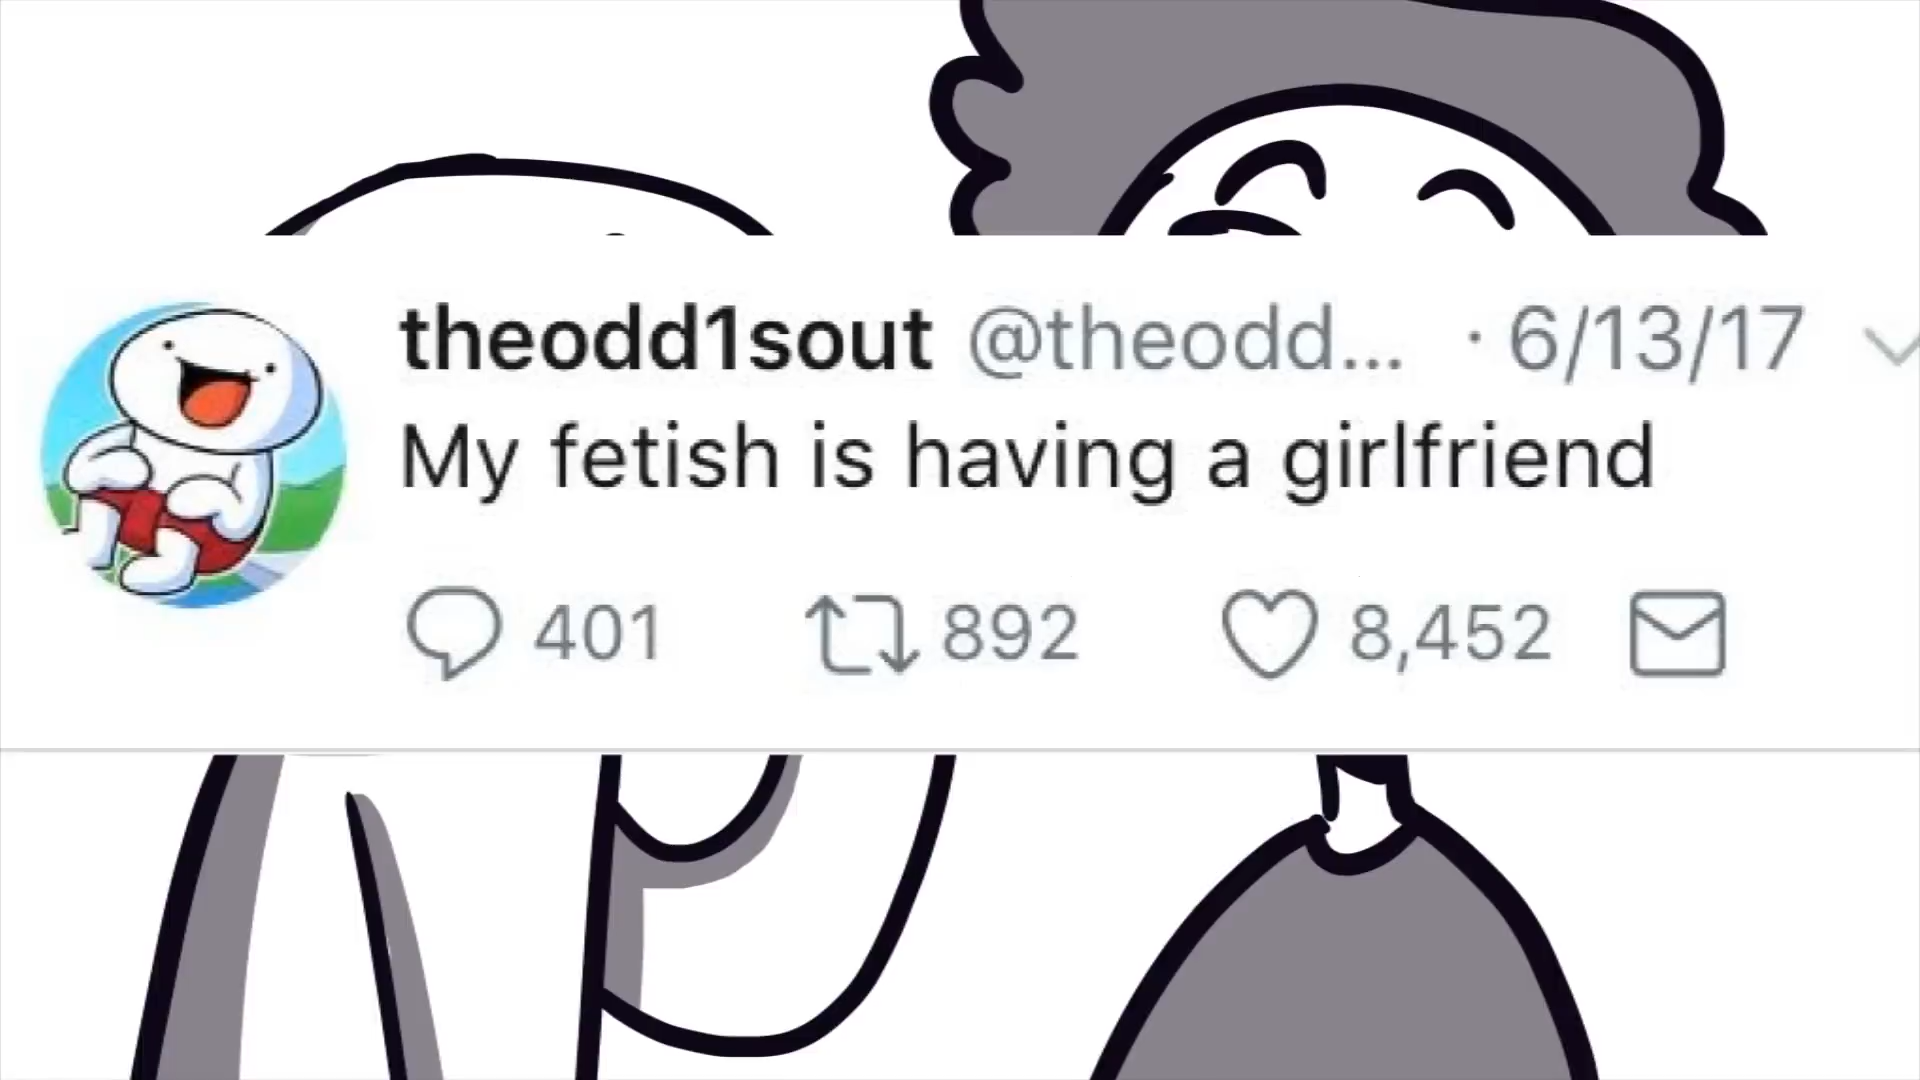 theodd1sout @theodd... · 6/13/17
My fetish is having a girlfriend
401 892 8,452